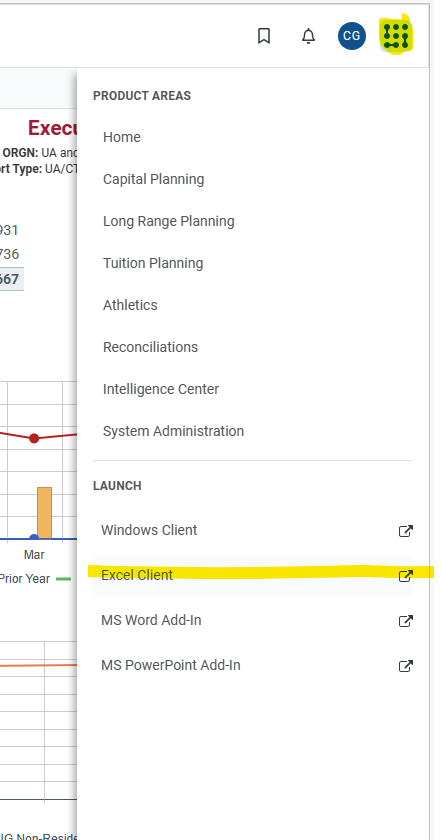 CG
PRODUCT AREAS
Home
Capital Planning
Long Range Planning
Tuition Planning
Athletics
Reconciliations
Intelligence Center
System Administration
LAUNCH
Windows Client
Excel Client
MS Word Add-In
MS PowerPoint Add-In
Execu
ORGN: UA and
rt Type: UA/CT
931
736
667
Mar
Prior Year
IG Non-Reside